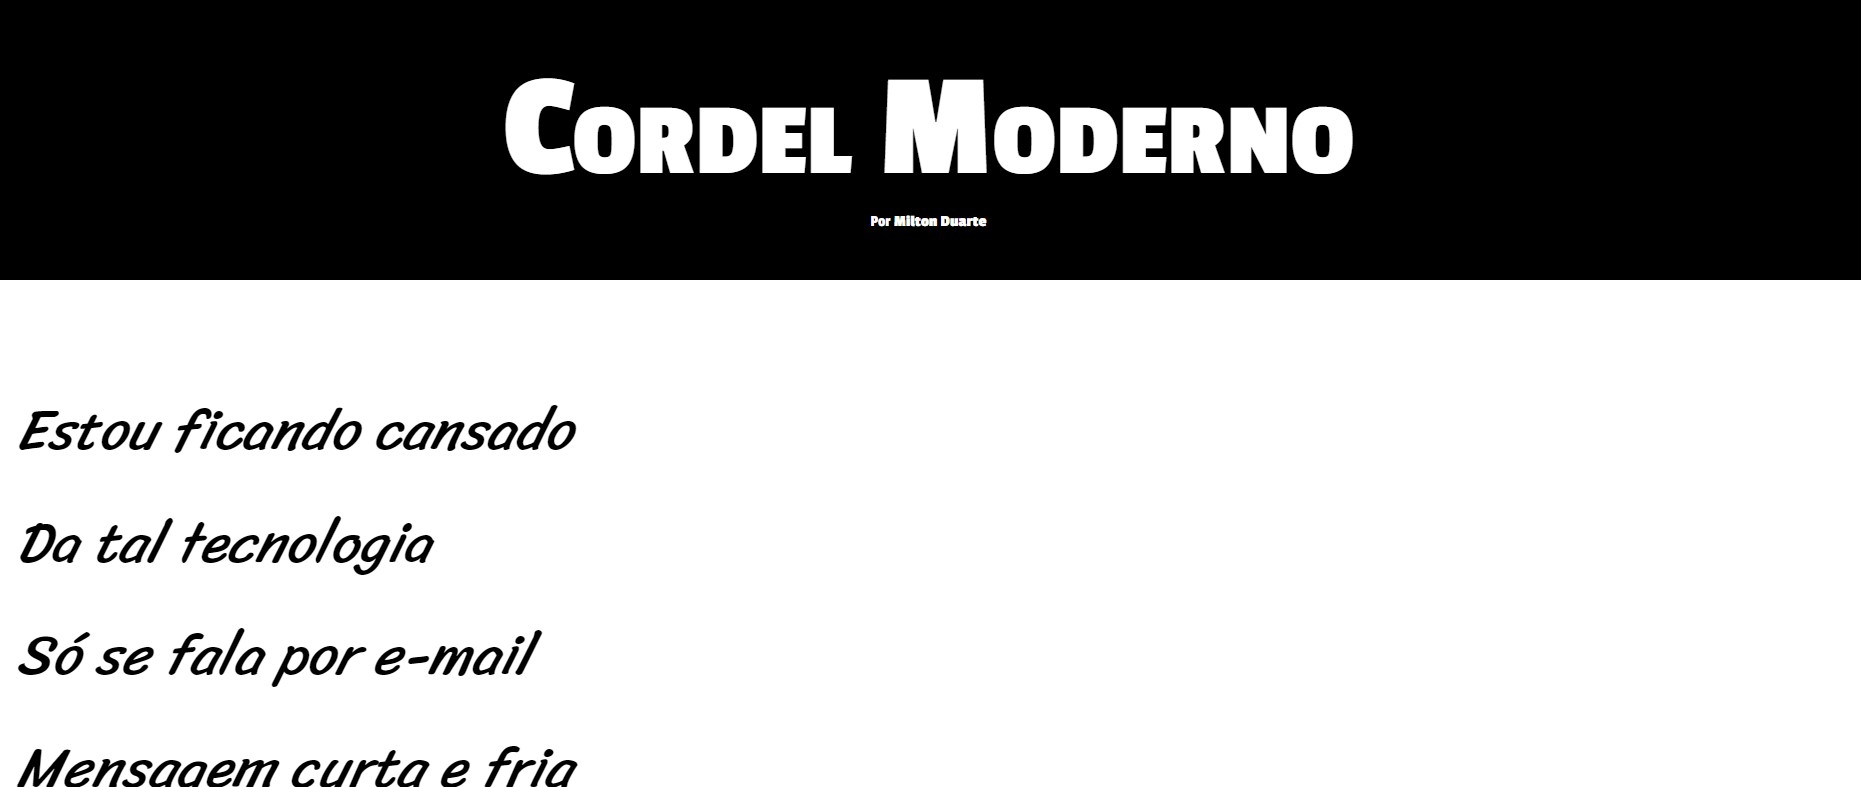 Cordel Moderno
Por Milton Duarte
Estou ficando cansado
Da tal tecnologia
Só se fala por e-mail
Mensagem curta e fria